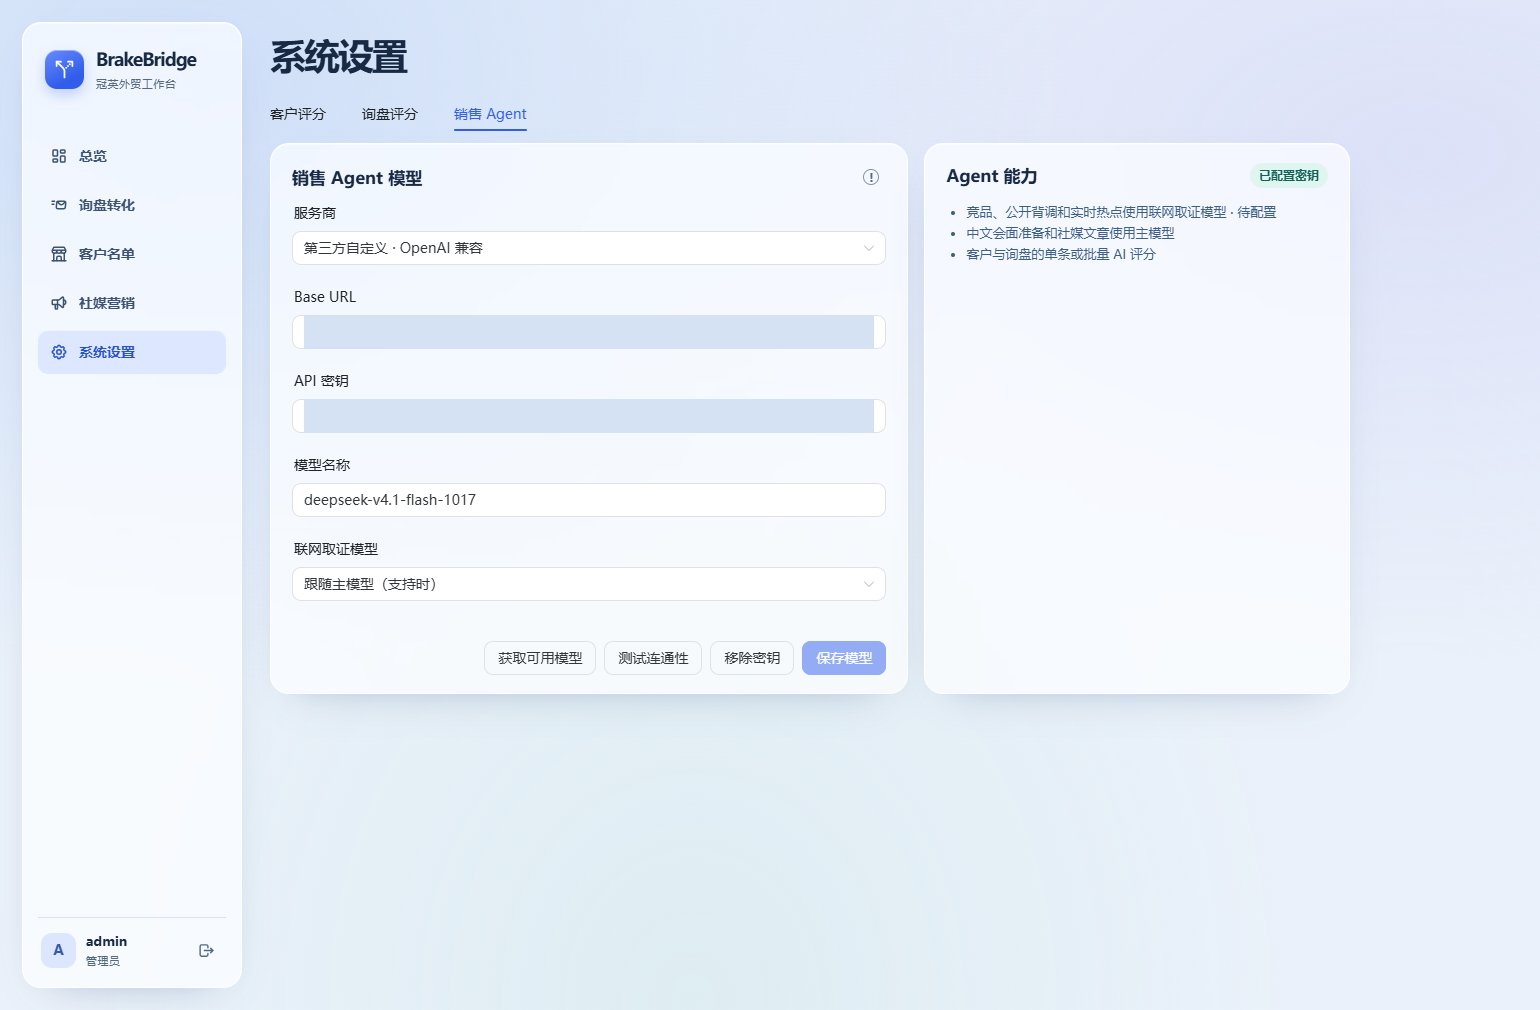 BrakeBridge
冠英外贸工作台
总览
询盘转化
客户名单
社媒营销
系统设置
A
admin
管理员
系统设置
客户评分
询盘评分
销售 Agent
销售 Agent 模型
服务商
第三方自定义 · OpenAI 兼容
Base URL
API 密钥
模型名称
deepseek-v4.1-flash-1017
联网取证模型
跟随主模型（支持时）
获取可用模型
测试连通性
移除密钥
保存模型
Agent 能力
已配置密钥
竞品、公开背调和实时热点使用联网取证模型 · 待配置
中文会面准备和社媒文章使用主模型
客户与询盘的单条或批量 AI 评分